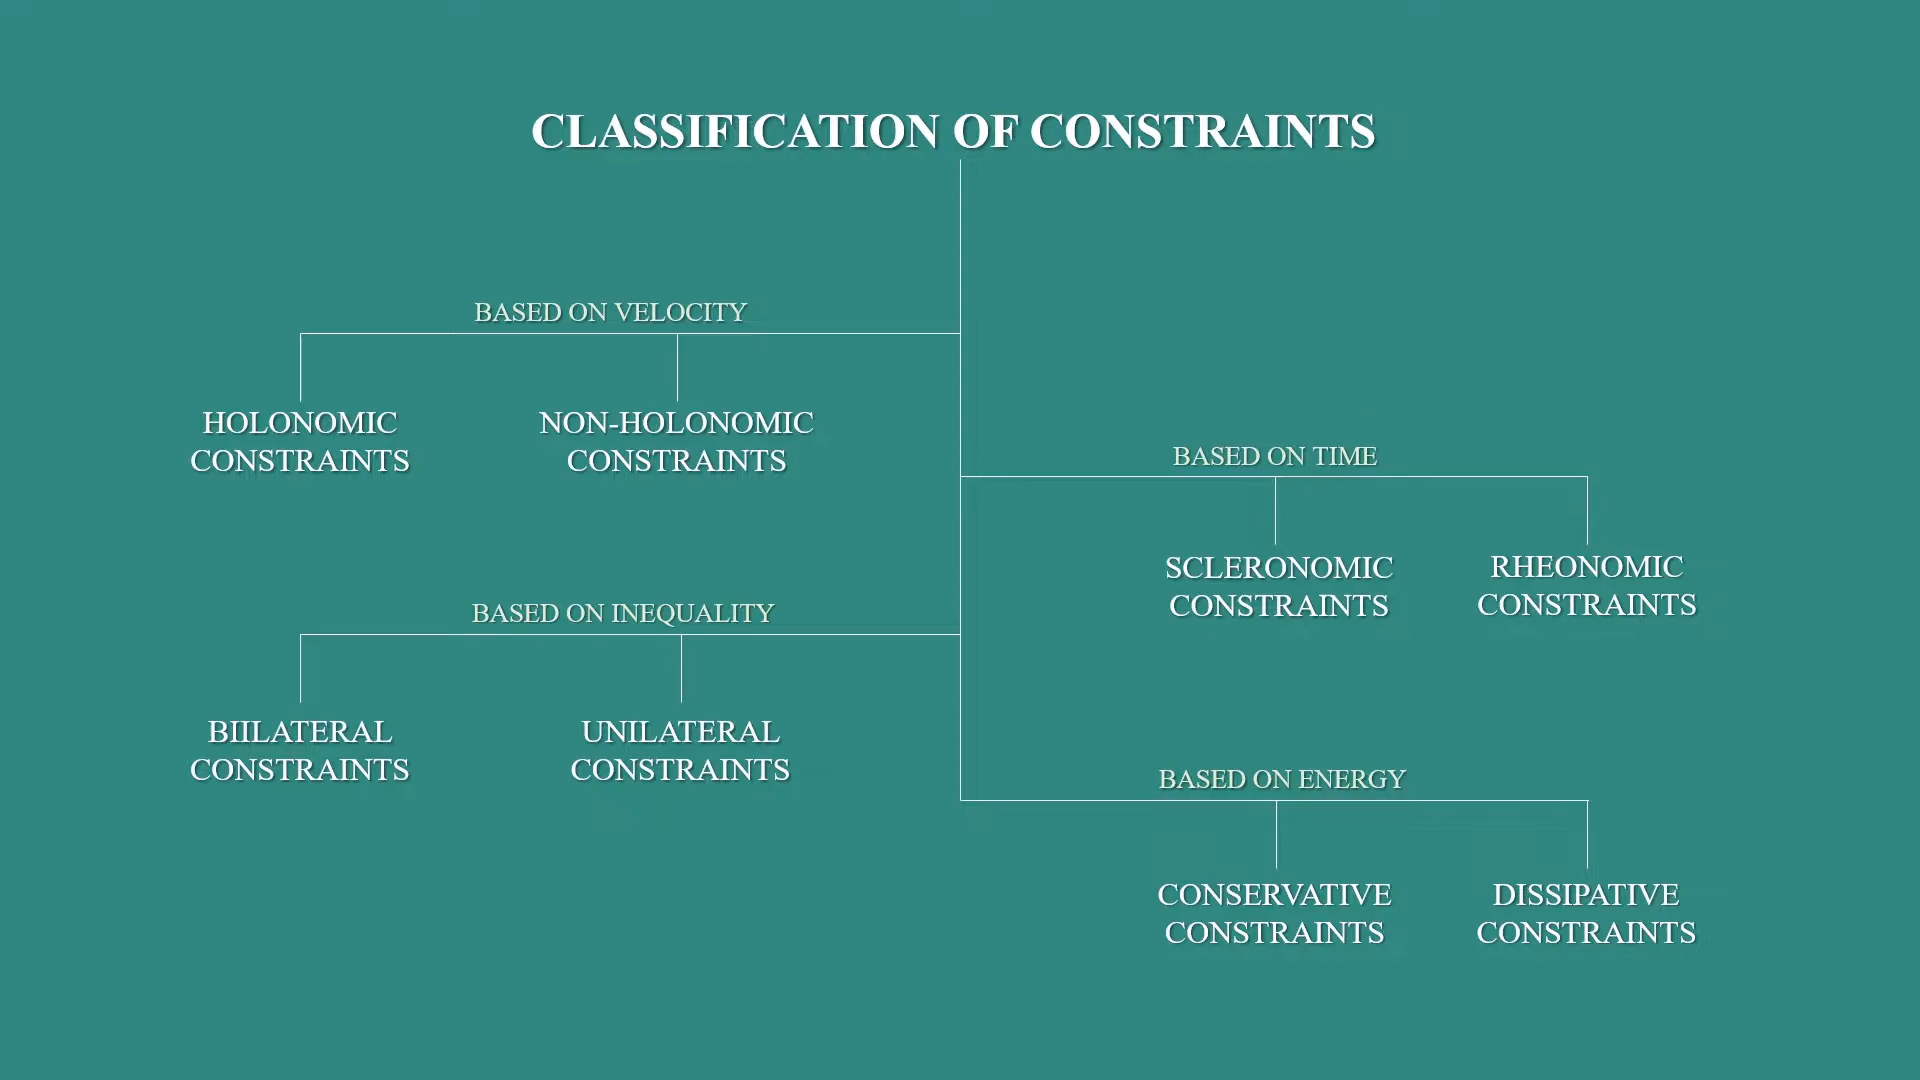 CLASSIFICATION OF CONSTRAINTS
BASED ON VELOCITY
HOLONOMIC
CONSTRAINTS
NON-HOLONOMIC
CONSTRAINTS
BASED ON TIME
SCLERONOMIC
CONSTRAINTS
RHEONOMIC
CONSTRAINTS
BASED ON INEQUALITY
BIILATERAL
CONSTRAINTS
UNILATERAL
CONSTRAINTS
BASED ON ENERGY
CONSERVATIVE
CONSTRAINTS
DISSIPATIVE
CONSTRAINTS